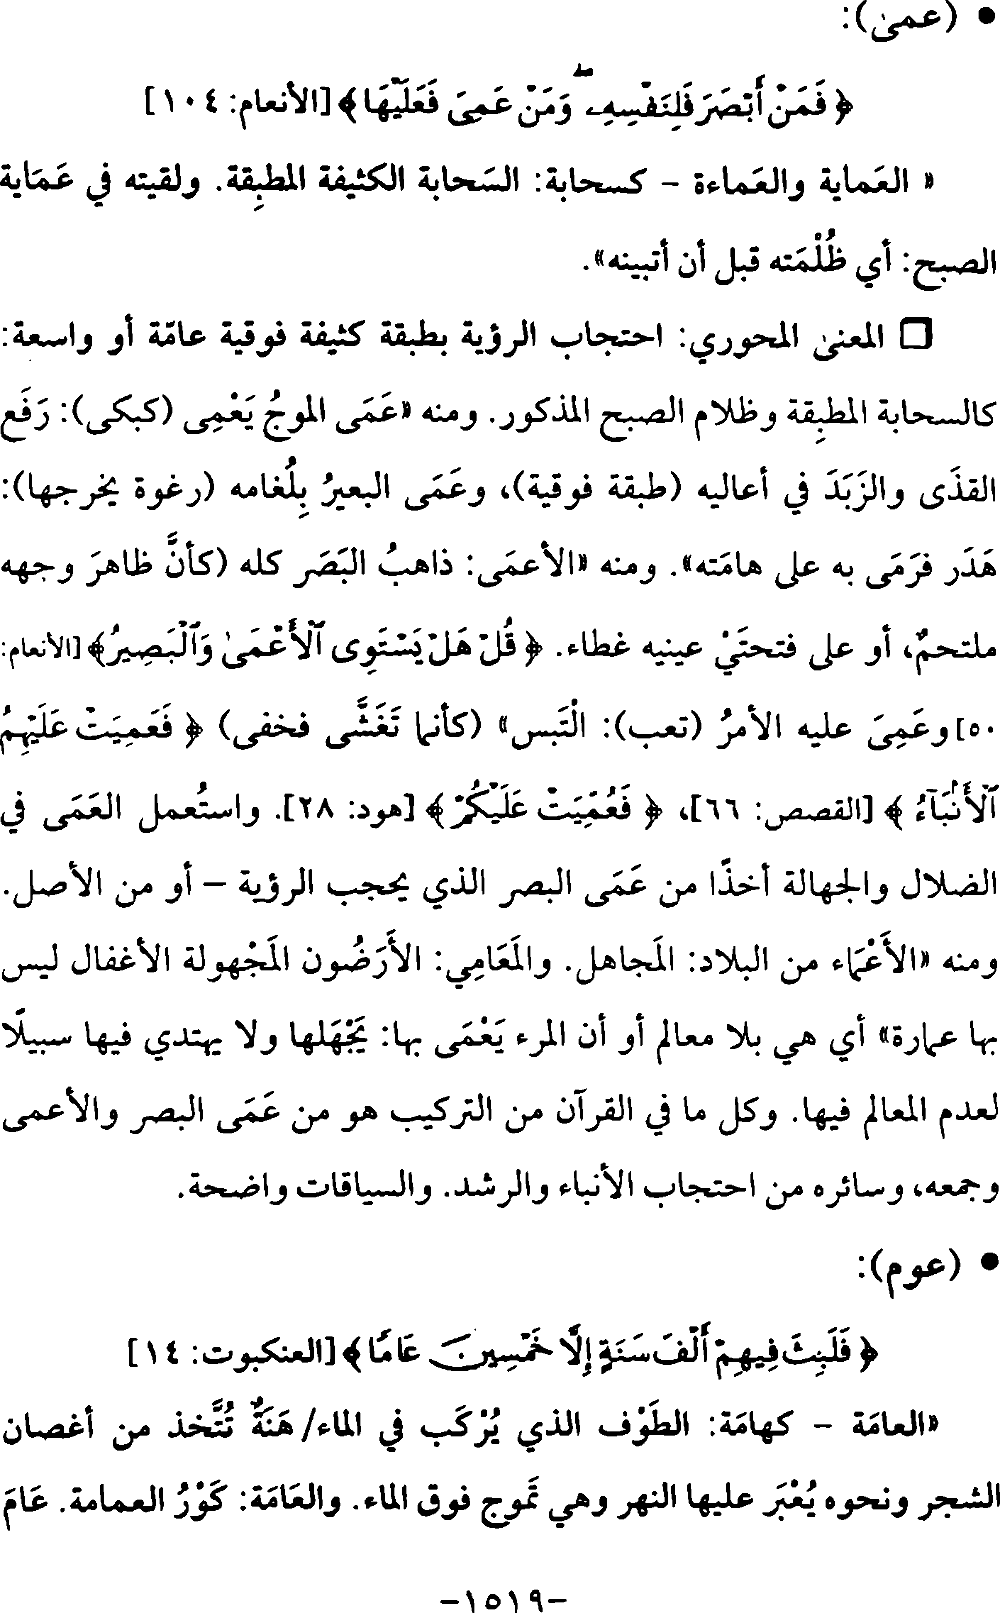 • (عمى):
﴿ فَمَنْ أَبْصَرَ فَلِنَفْسِهِۦ ۖ وَمَنْ عَمِىَ فَعَلَيْهَا ﴾ [الأنعام: ١٠٤]
« العَماية والعَماءة – كسحابة: السَحابة الكثيفة المطبِقة. ولقيته في عَمَاية
الصبح: أي ظُلْمَته قبل أن أتبينه».
❏ المعنى المحوري: احتجاب الرؤية بطبقة كثيفة فوقية عامّة أو واسعة:
كالسحابة المطبِقة وظلام الصبح المذكور. ومنه «عَمَى الموجُ يَعْمِى (كبكى): رَفَع
القذَى والزَبَدَ في أعاليه (طبقة فوقية)، وعَمَى البعيرُ بِلُغامه (رغوة يخرجها):
هَدَر فرَمَى به على هامَته». ومنه «الأعمَى: ذاهبُ البَصَر كله (كأنَّ ظاهرَ وجهه
ملتحمٌ، أو على فتحتَيْ عينيه غطاء. ﴿ قُلْ هَلْ يَسْتَوِى ٱلْأَعْمَىٰ وَٱلْبَصِيرُ﴾ [الأنعام:
٥٠] وعَمِىَ عليه الأمرُ (تعب): الْتَبس» (كأنما تَغَشَّى فخفى) ﴿ فَعَمِيَتْ عَلَيْهِمُ
ٱلْأَنۢبَآءُ ﴾ [القصص: ٦٦]، ﴿ فَعُمِّيَتْ عَلَيْكُمْ ﴾ [هود: ٢٨]. واستُعمل العَمَى في
الضلال والجهالة أخذًا من عَمَى البصر الذي يحجب الرؤية – أو من الأصل.
ومنه «الأَعْمَاء من البلاد: المَجاهل. والمَعَامِي: الأَرَضُون المَجْهولة الأغفال ليس
بها عمارة» أي هي بلا معالم أو أن المرء يَعْمَى بها: يَجْهَلها ولا يهتدي فيها سبيلًا
لعدم المعالم فيها. وكل ما في القرآن من التركيب هو من عَمَى البصر والأعمى
وجمعه، وسائره من احتجاب الأنباء والرشد. والسياقات واضحة.
• (عوم):
﴿ فَلَبِثَ فِيهِمْ أَلْفَ سَنَةٍ إِلَّا خَمْسِينَ عَامًا ﴾ [العنكبوت: ١٤]
«العامَة – كهامَة: الطَوْف الذي يُرْكَب في الماء/ هَنَةٌ تُتَّخذ من أغصان
الشجر ونحوه يُعْبَر عليها النهر وهي تَموج فوق الماء. والعَامَة: كَوْرُ العمامة. عَامَ
-١٥١٩-